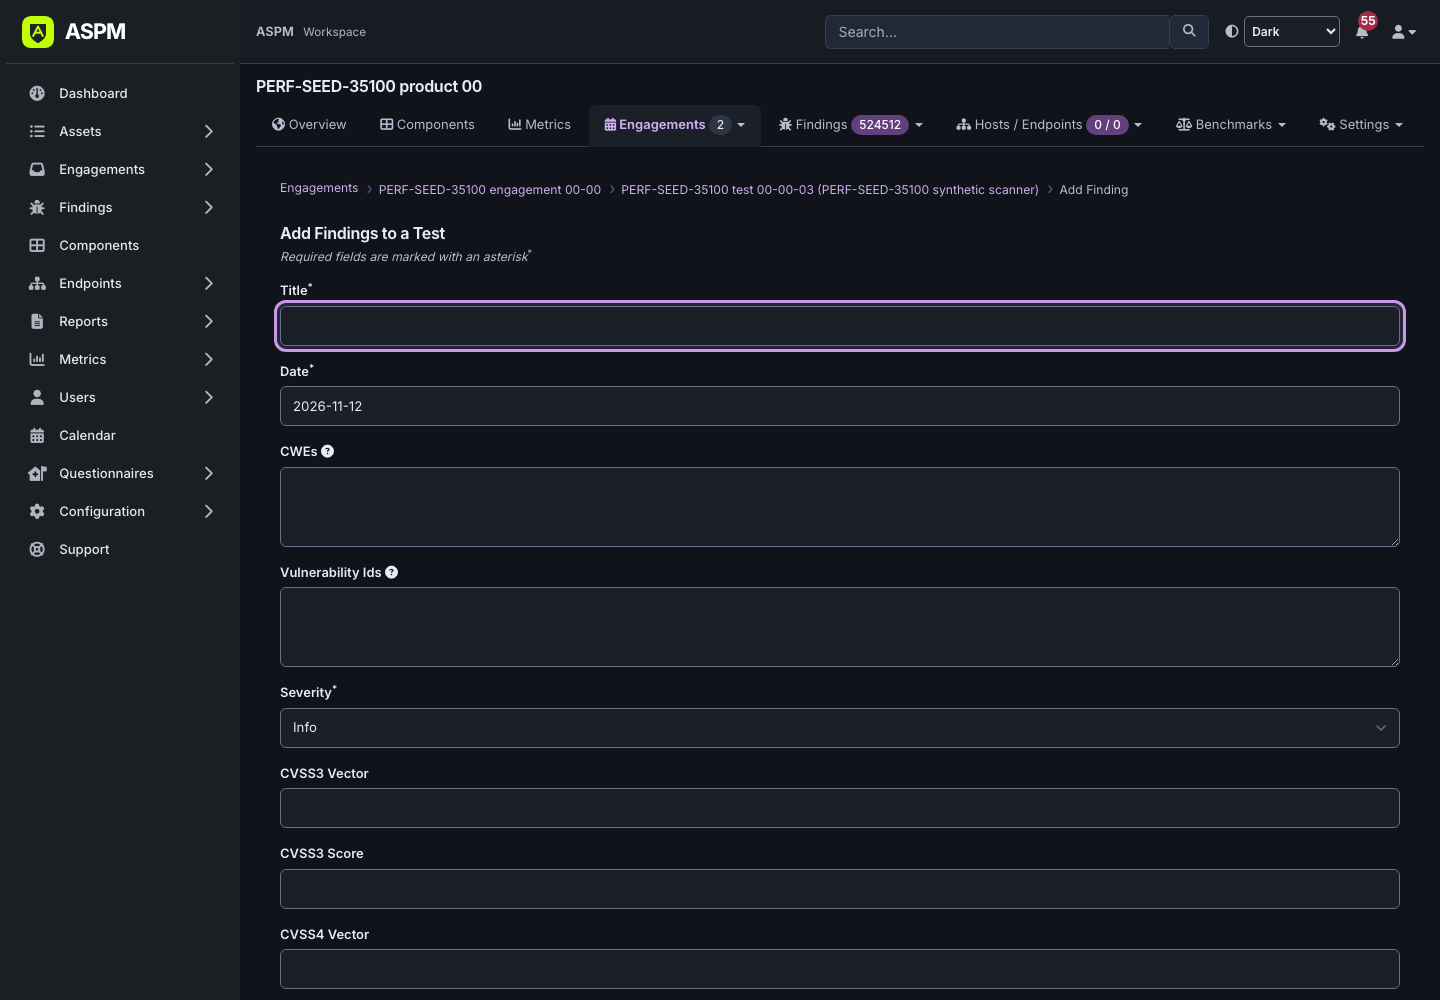 ASPM
ASPM Workspace
Search...
Dark
55
Dashboard
Assets
Engagements
Findings
Components
Endpoints
Reports
Metrics
Users
Calendar
Questionnaires
Configuration
Support
PERF-SEED-35100 product 00
Overview
Components
Metrics
Engagements 2
Findings 524512
Hosts / Endpoints 0 / 0
Benchmarks
Settings
Engagements > PERF-SEED-35100 engagement 00-00 > PERF-SEED-35100 test 00-00-03 (PERF-SEED-35100 synthetic scanner) > Add Finding
Add Findings to a Test
Required fields are marked with an asterisk*
Title*
Date*
2026-11-12
CWEs ?
Vulnerability Ids ?
Severity*
Info
CVSS3 Vector
CVSS3 Score
CVSS4 Vector